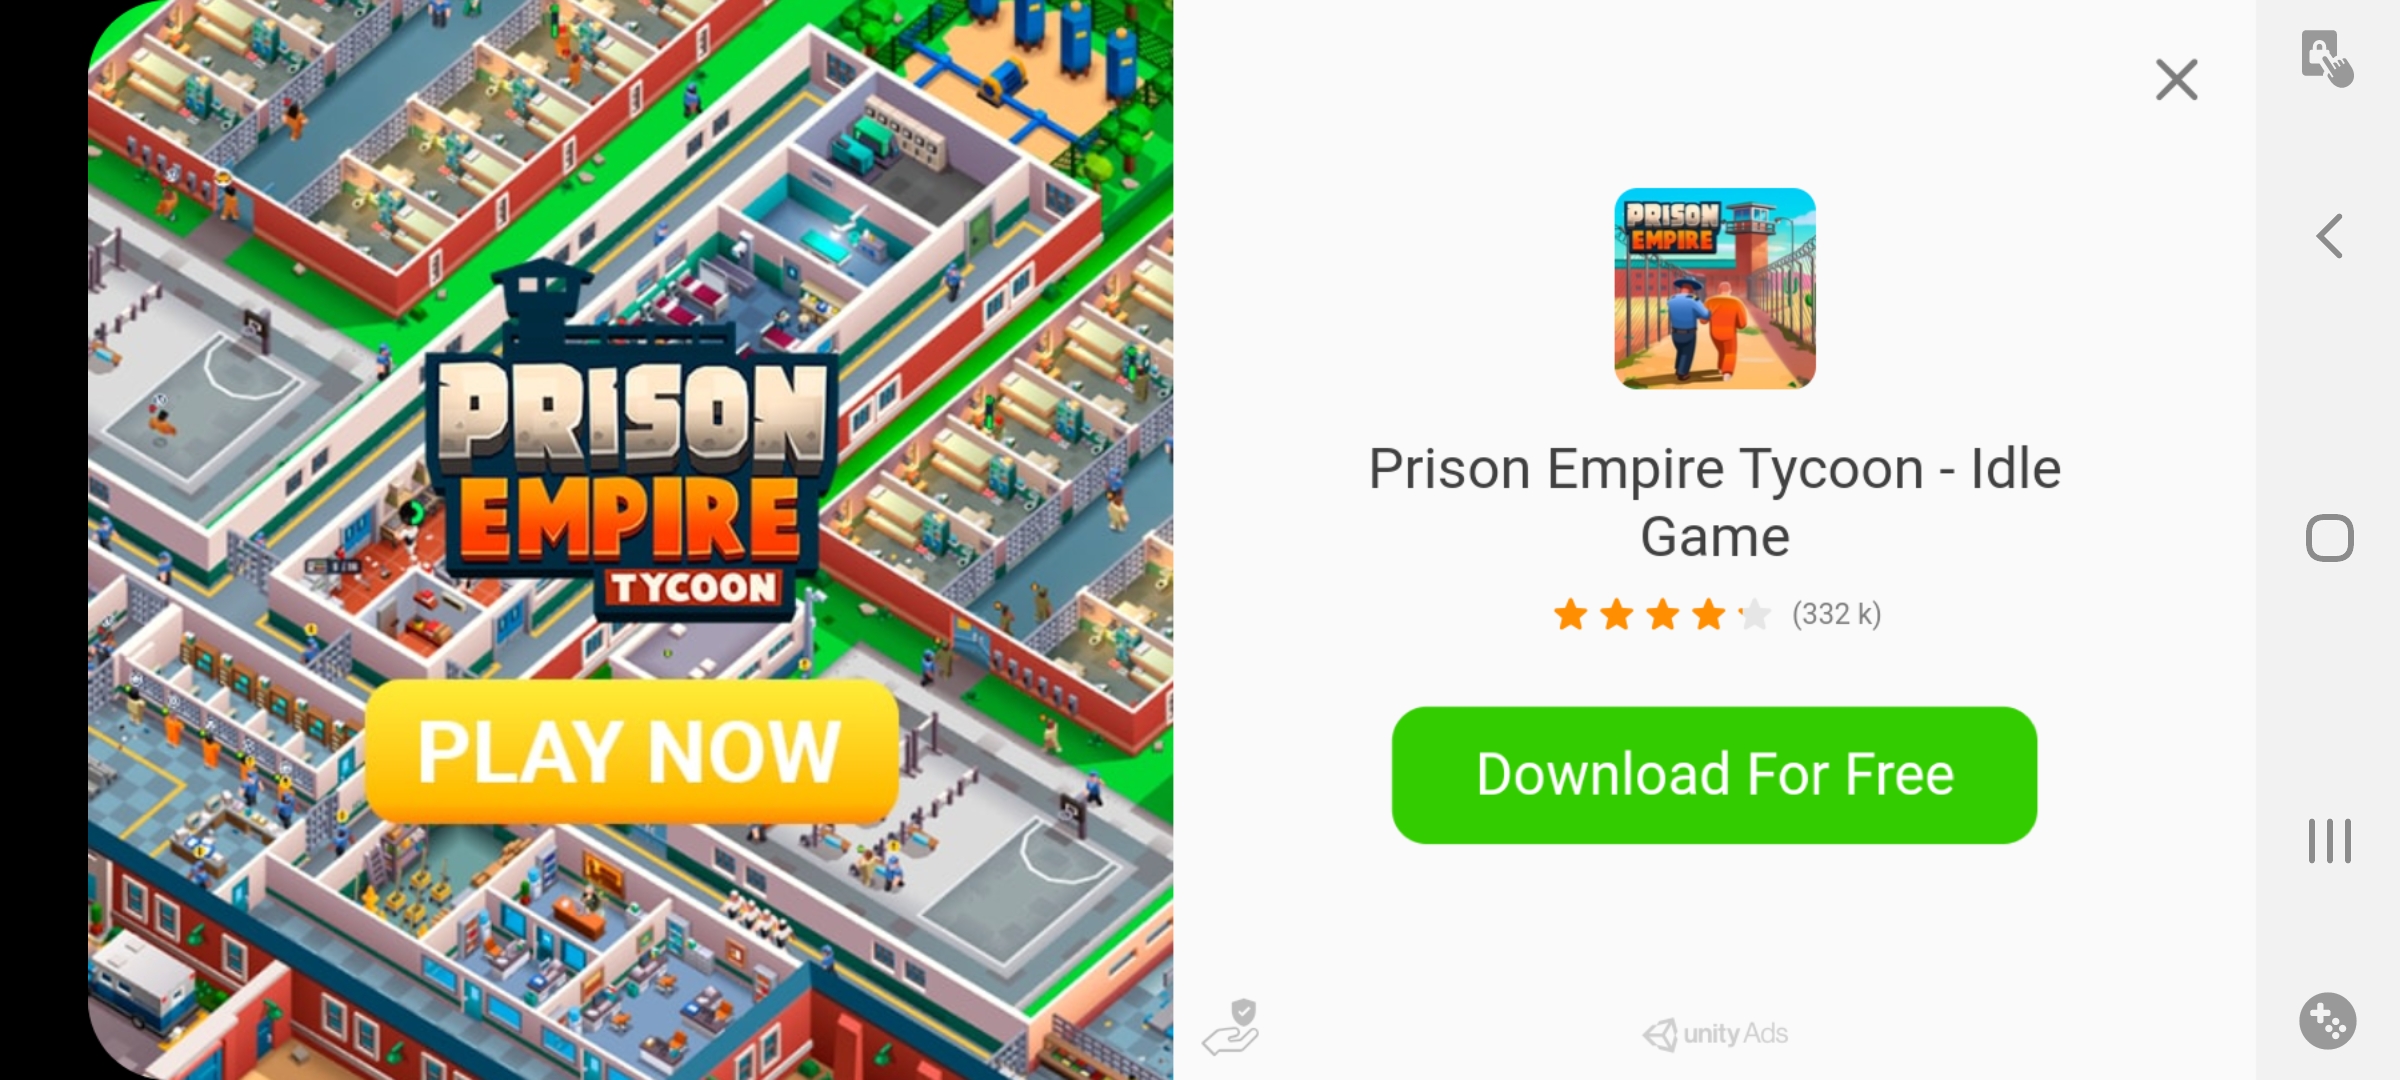 PRISON
EMPIRE
TYCOON
PLAY NOW
PRISON
EMPIRE
Prison Empire Tycoon - Idle
Game
(332 k)
Download For Free
unity Ads